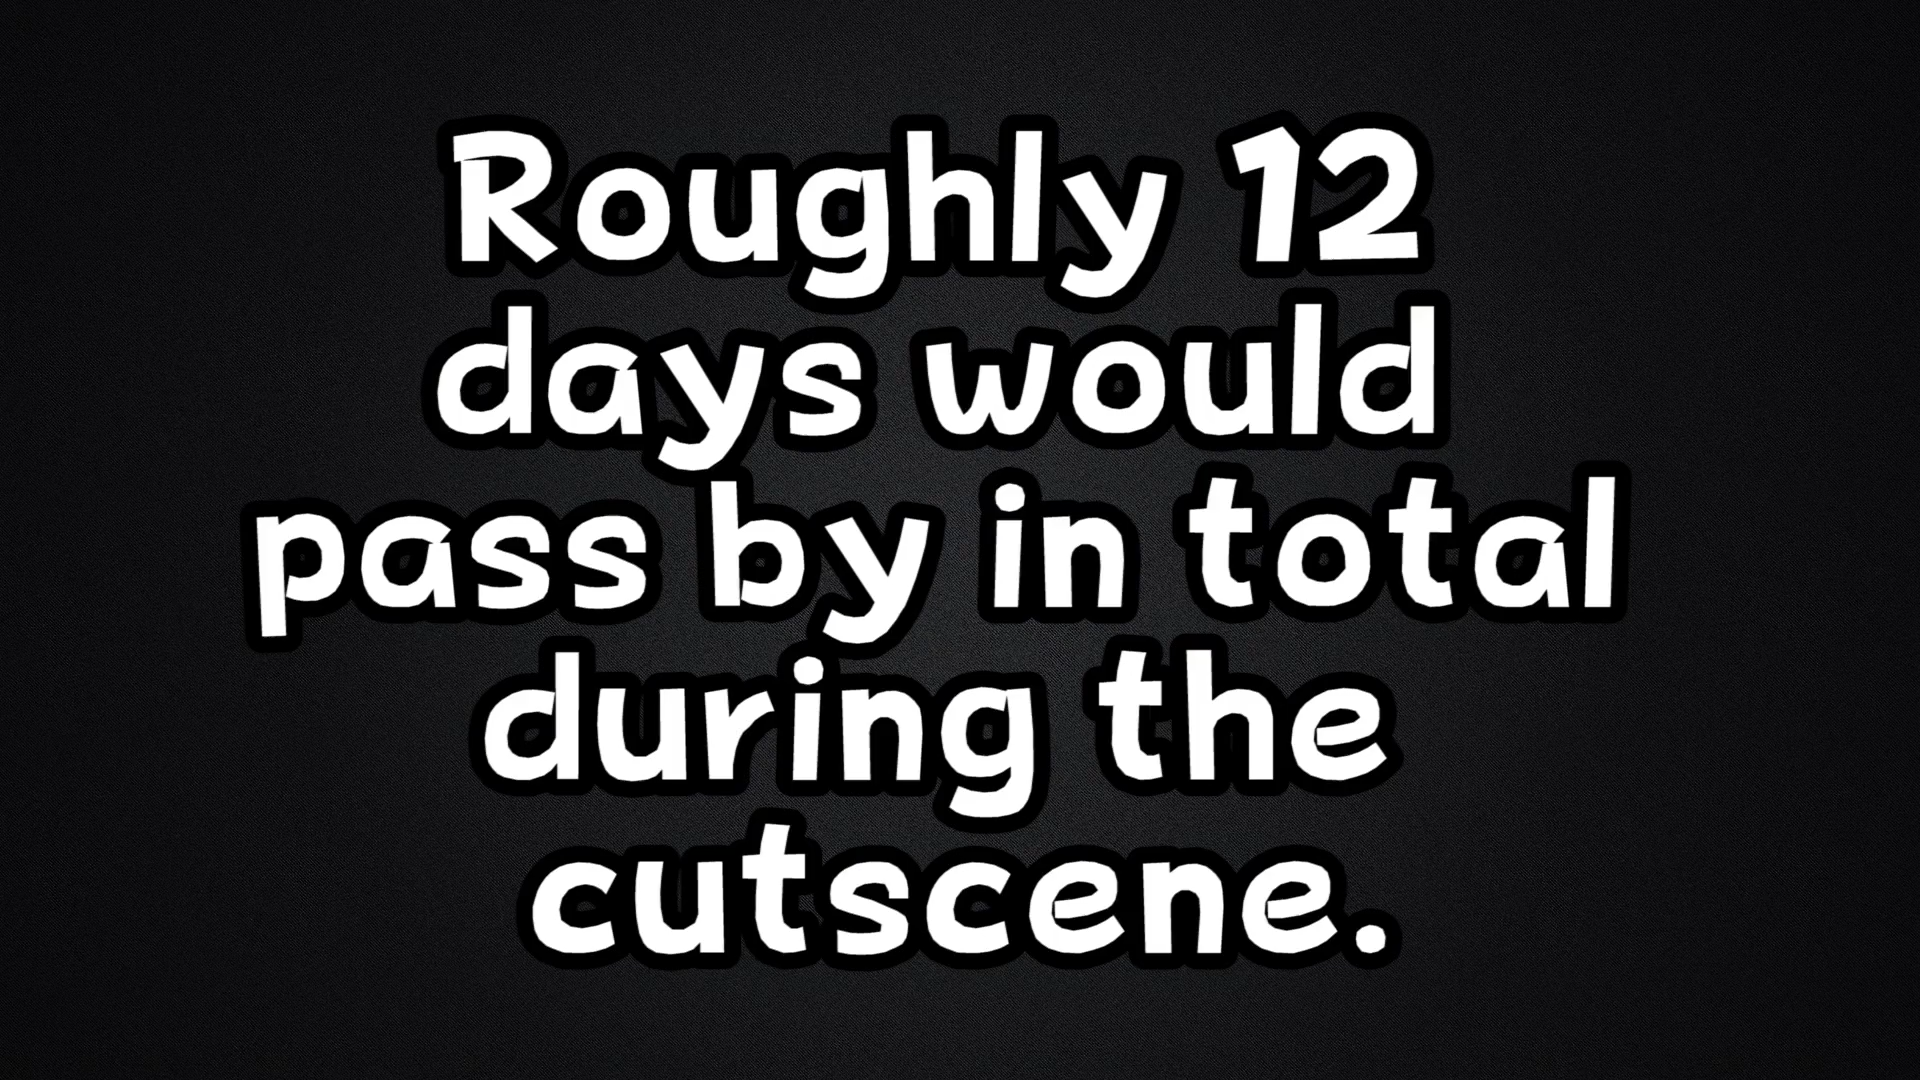 Roughly 12
days would
pass by in total
during the
cutscene.